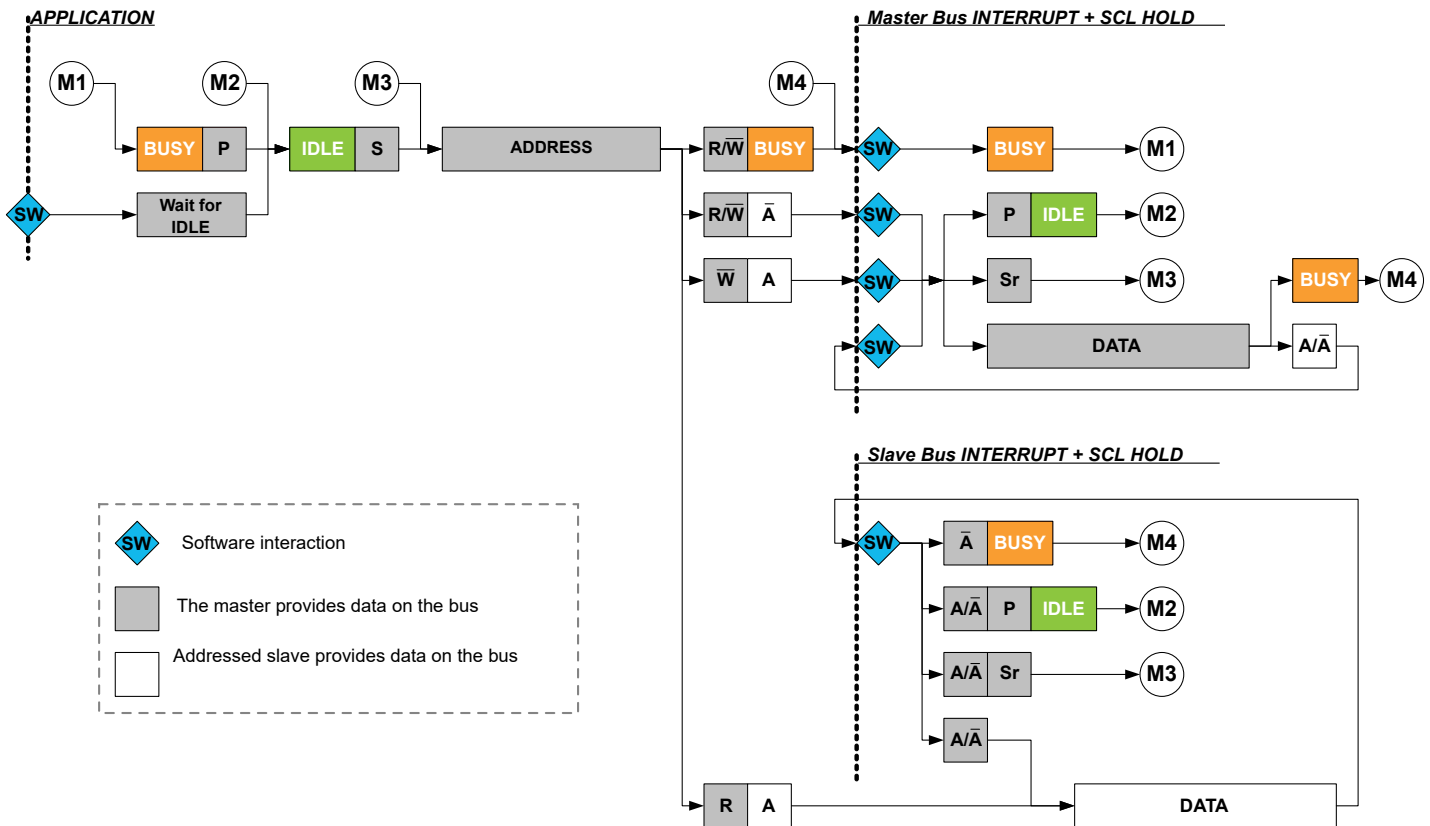 APPLICATION
Master Bus INTERRUPT + SCL HOLD
M1
M2
M3
M4
BUSY P
IDLE S
ADDRESS
R/W̅ BUSY
SW
BUSY
M1
SW
Wait for
IDLE
R/W̅ A̅
SW
P IDLE
M2
W̅ A
SW
Sr
M3
BUSY
M4
SW
DATA
A/A̅
Slave Bus INTERRUPT + SCL HOLD
SW
A̅ BUSY
M4
A/A̅ P IDLE
M2
A/A̅ Sr
M3
A/A̅
R A
DATA
SW Software interaction
The master provides data on the bus
Addressed slave provides data on the bus